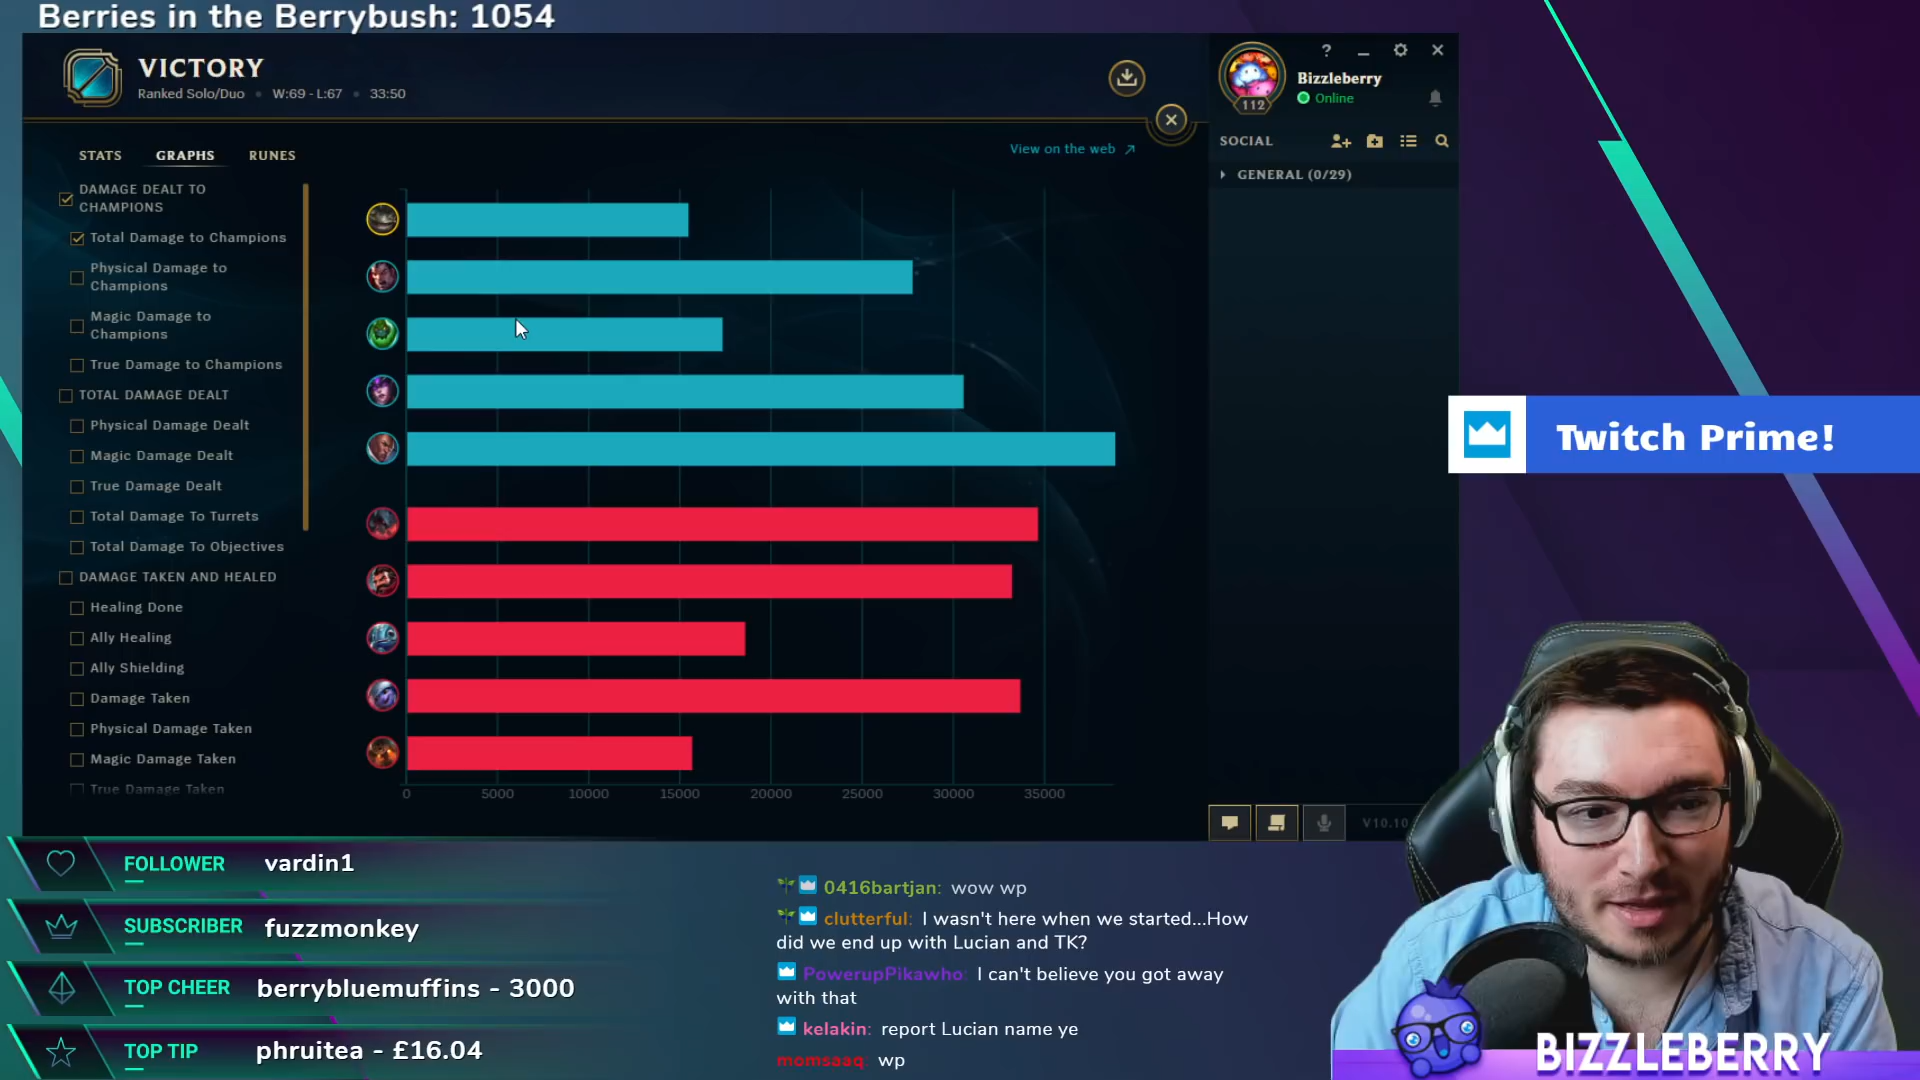 Berries in the Berrybush: 1054
VICTORY
Ranked Solo/Duo • W:69 - L:67 • 33:50
112
Bizzleberry
Online
SOCIAL
GENERAL (0/29)
STATS GRAPHS RUNES
View on the web
DAMAGE DEALT TO
CHAMPIONS
Total Damage to Champions
Physical Damage to
Champions
Magic Damage to
Champions
True Damage to Champions
TOTAL DAMAGE DEALT
Physical Damage Dealt
Magic Damage Dealt
True Damage Dealt
Total Damage To Turrets
Total Damage To Objectives
DAMAGE TAKEN AND HEALED
Healing Done
Ally Healing
Ally Shielding
Damage Taken
Physical Damage Taken
Magic Damage Taken
True Damage Taken
0 5000 10000 15000 20000 25000 30000 35000
V10.10
Twitch Prime!
FOLLOWER vardin1
SUBSCRIBER fuzzmonkey
TOP CHEER berrybluemuffins - 3000
TOP TIP phruitea - £16.04
0416bartjan: wow wp
clutterful: I wasn't here when we started...How
did we end up with Lucian and TK?
PowerupPikawho: I can't believe you got away
with that
kelakin: report Lucian name ye
momsaaq: wp
BIZZLEBERRY